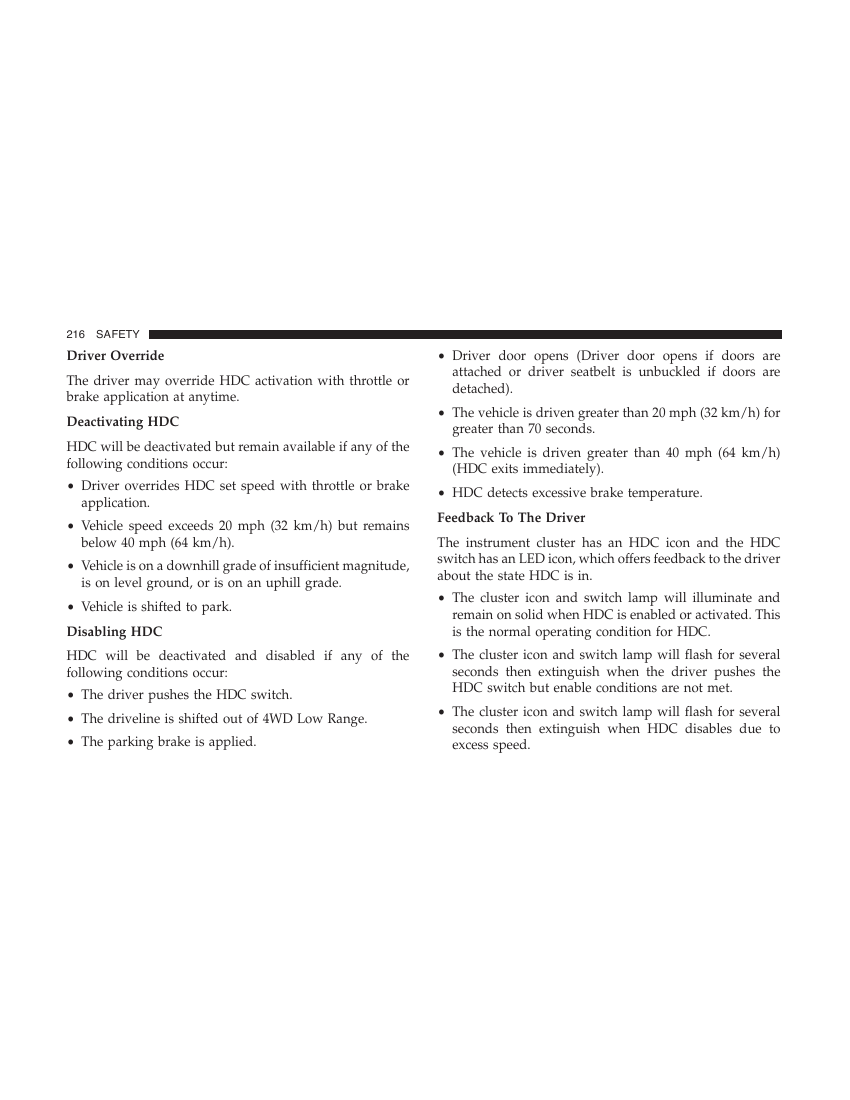 216 SAFETY
Driver Override
The driver may override HDC activation with throttle or
brake application at anytime.
Deactivating HDC
HDC will be deactivated but remain available if any of the
following conditions occur:
• Driver overrides HDC set speed with throttle or brake
application.
• Vehicle speed exceeds 20 mph (32 km/h) but remains
below 40 mph (64 km/h).
• Vehicle is on a downhill grade of insufficient magnitude,
is on level ground, or is on an uphill grade.
• Vehicle is shifted to park.
Disabling HDC
HDC will be deactivated and disabled if any of the
following conditions occur:
• The driver pushes the HDC switch.
• The driveline is shifted out of 4WD Low Range.
• The parking brake is applied.
• Driver door opens (Driver door opens if doors are
attached or driver seatbelt is unbuckled if doors are
detached).
• The vehicle is driven greater than 20 mph (32 km/h) for
greater than 70 seconds.
• The vehicle is driven greater than 40 mph (64 km/h)
(HDC exits immediately).
• HDC detects excessive brake temperature.
Feedback To The Driver
The instrument cluster has an HDC icon and the HDC
switch has an LED icon, which offers feedback to the driver
about the state HDC is in.
• The cluster icon and switch lamp will illuminate and
remain on solid when HDC is enabled or activated. This
is the normal operating condition for HDC.
• The cluster icon and switch lamp will flash for several
seconds then extinguish when the driver pushes the
HDC switch but enable conditions are not met.
• The cluster icon and switch lamp will flash for several
seconds then extinguish when HDC disables due to
excess speed.